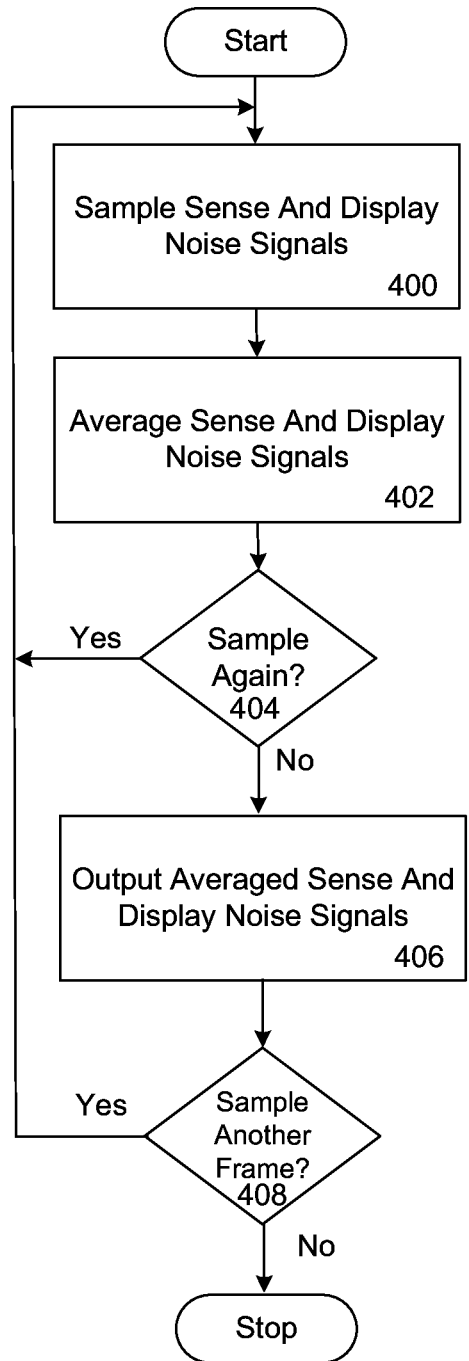 Start
Sample Sense And Display
Noise Signals
400
Average Sense And Display
Noise Signals
402
Yes
Sample
Again?
404
No
Output Averaged Sense And
Display Noise Signals
406
Yes
Sample
Another
Frame?
408
No
Stop